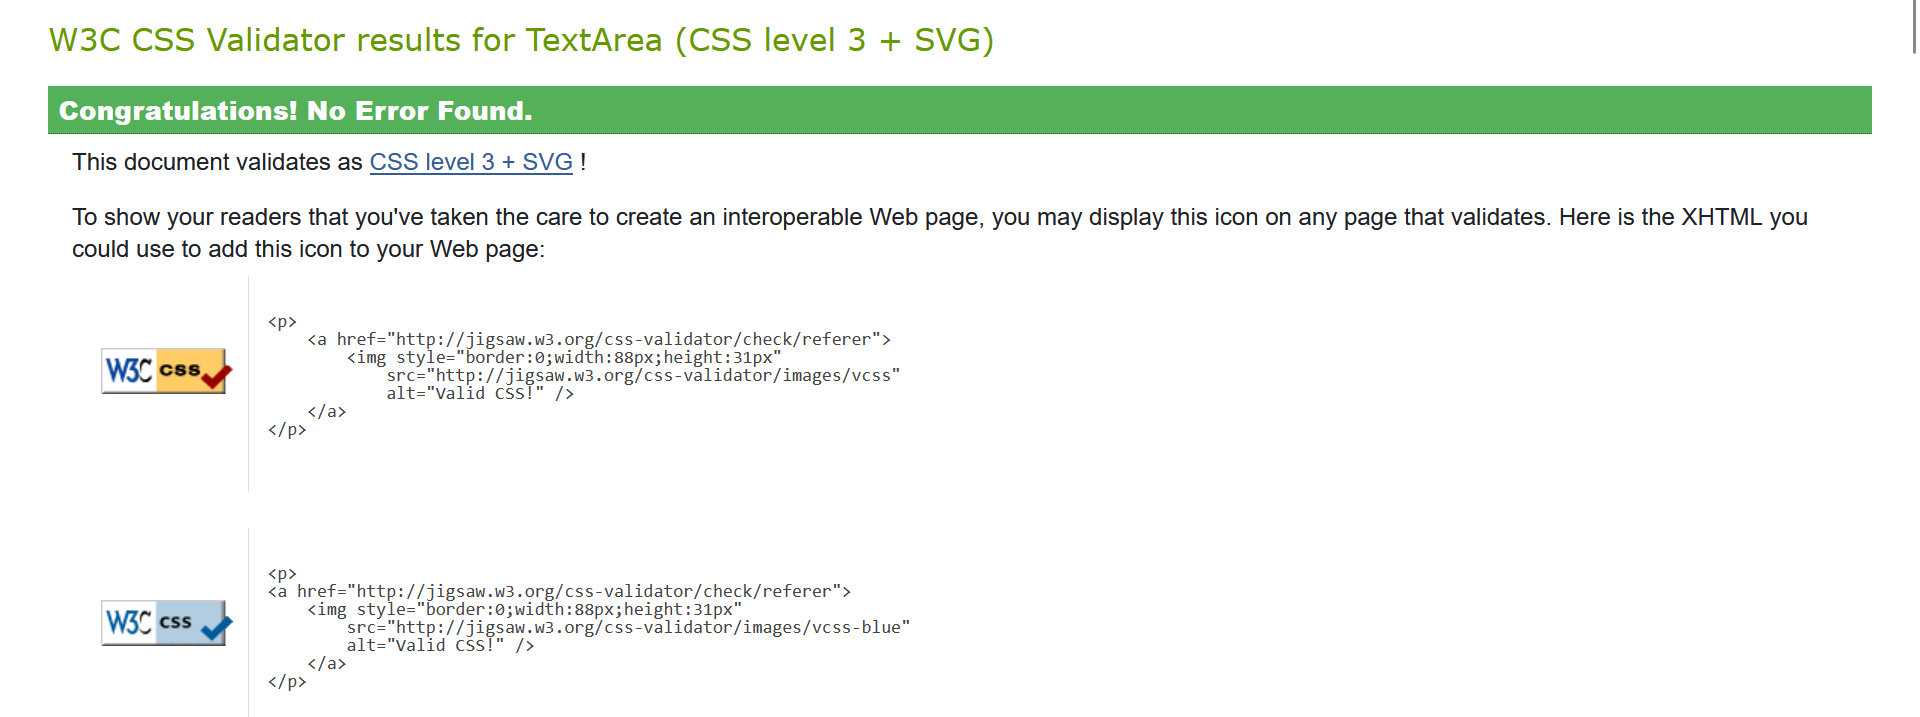 W3C CSS Validator results for TextArea (CSS level 3 + SVG)
Congratulations! No Error Found.
This document validates as CSS level 3 + SVG !
To show your readers that you've taken the care to create an interoperable Web page, you may display this icon on any page that validates. Here is the XHTML you
could use to add this icon to your Web page:
W3C css
<p>
    <a href="http://jigsaw.w3.org/css-validator/check/referer">
        <img style="border:0;width:88px;height:31px"
            src="http://jigsaw.w3.org/css-validator/images/vcss"
            alt="Valid CSS!" />
    </a>
</p>
W3C css
<p>
<a href="http://jigsaw.w3.org/css-validator/check/referer">
    <img style="border:0;width:88px;height:31px"
        src="http://jigsaw.w3.org/css-validator/images/vcss-blue"
        alt="Valid CSS!" />
    </a>
</p>